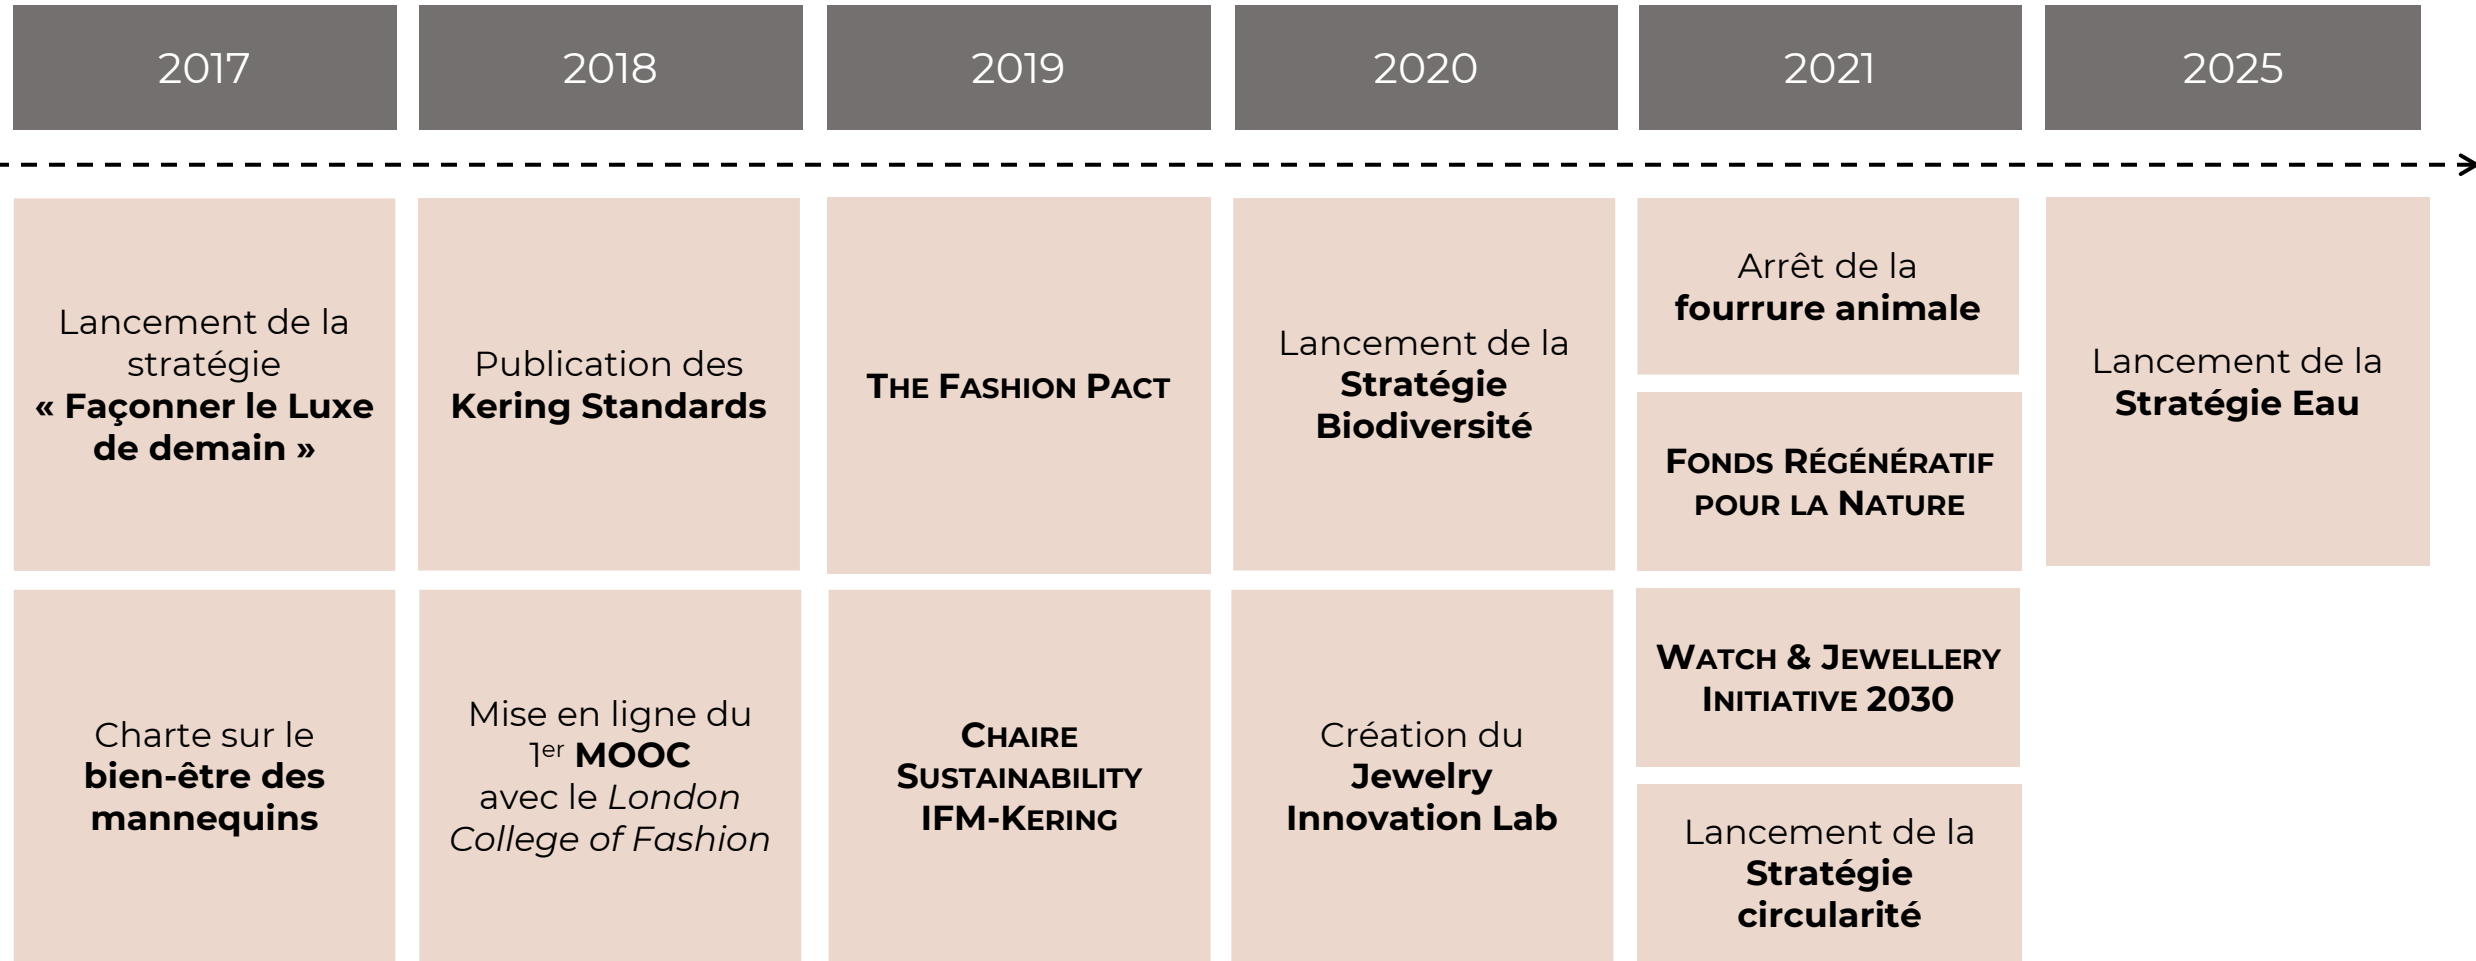 2017
2018
2019
2020
2021
2025
Lancement de la
stratégie
« Façonner le Luxe
de demain »
Publication des
Kering Standards
THE FASHION PACT
Lancement de la
Stratégie
Biodiversité
Arrêt de la
fourrure animale
FONDS RÉGÉNÉRATIF
POUR LA NATURE
Lancement de la
Stratégie Eau
Charte sur le
bien-être des
mannequins
Mise en ligne du
1er MOOC
avec le London
College of Fashion
CHAIRE
SUSTAINABILITY
IFM-KERING
Création du
Jewelry
Innovation Lab
WATCH & JEWELLERY
INITIATIVE 2030
Lancement de la
Stratégie
circularité